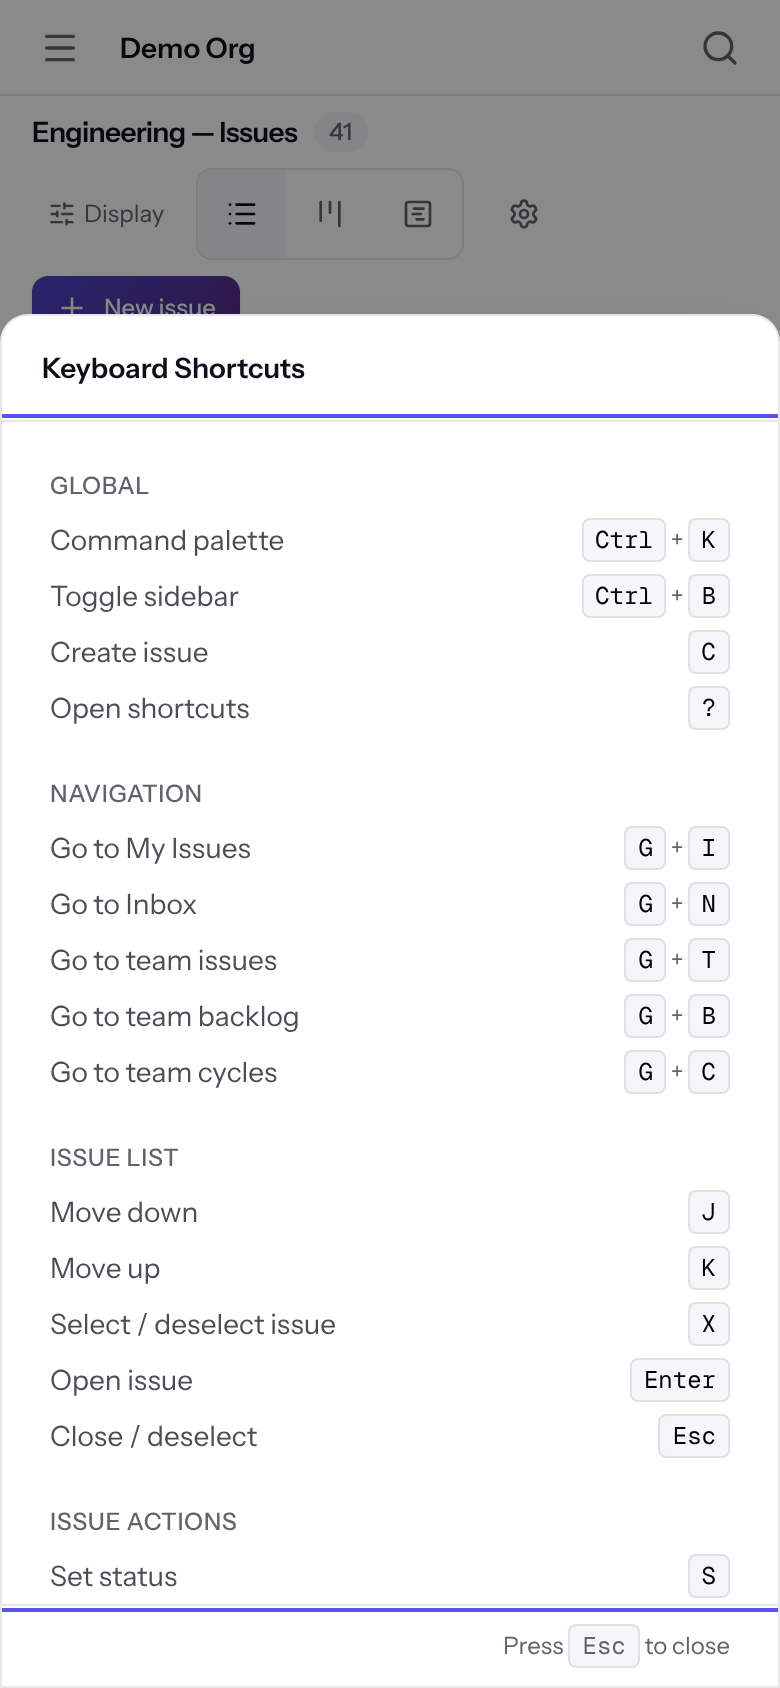 Demo Org
Engineering — Issues 41
Display
New issue
Keyboard Shortcuts
GLOBAL
Command palette Ctrl + K
Toggle sidebar Ctrl + B
Create issue C
Open shortcuts ?
NAVIGATION
Go to My Issues G + I
Go to Inbox G + N
Go to team issues G + T
Go to team backlog G + B
Go to team cycles G + C
ISSUE LIST
Move down J
Move up K
Select / deselect issue X
Open issue Enter
Close / deselect Esc
ISSUE ACTIONS
Set status S
Press Esc to close